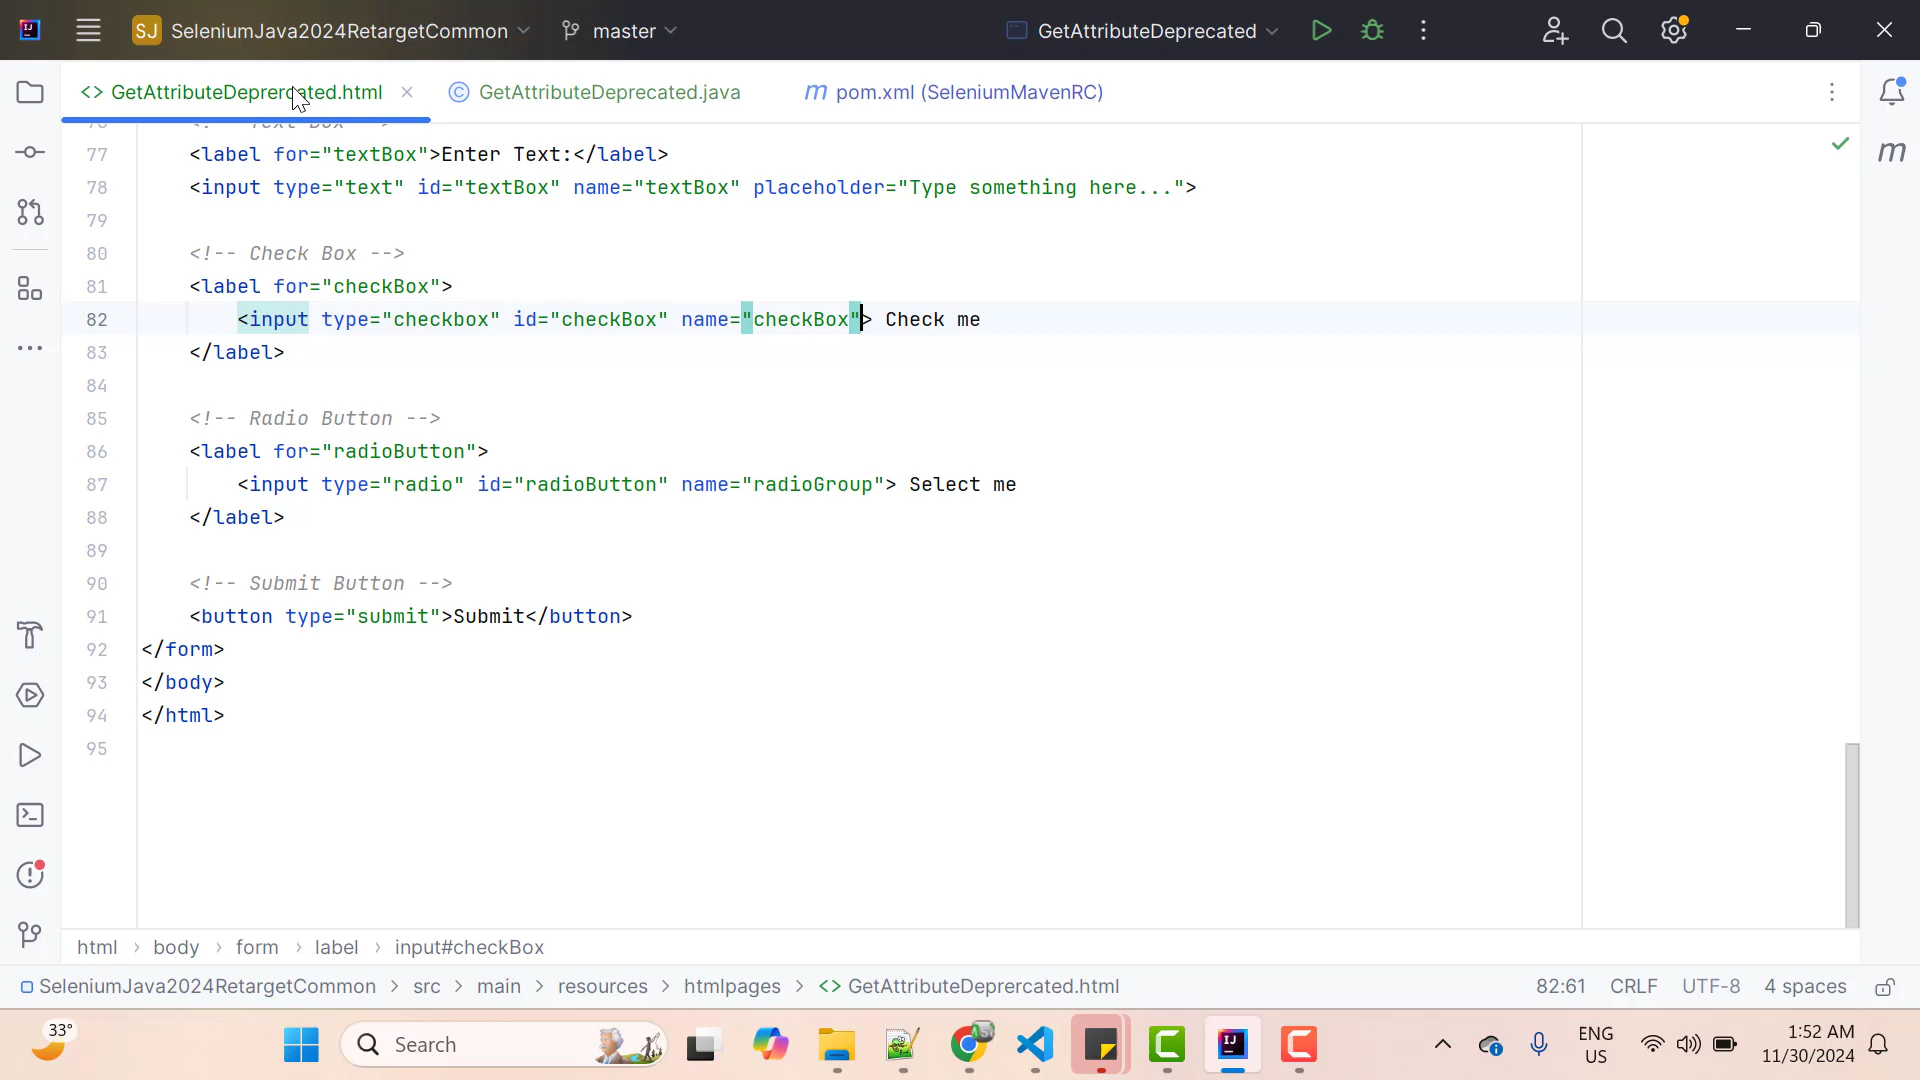 SJ SeleniumJava2024RetargetCommon master GetAttributeDeprecated
<> GetAttributeDeprercated.html GetAttributeDeprecated.java m pom.xml (SeleniumMavenRC)
77 <label for="textBox">Enter Text:</label>
78 <input type="text" id="textBox" name="textBox" placeholder="Type something here...">
79
80 <!-- Check Box -->
81 <label for="checkBox">
82 <input type="checkbox" id="checkBox" name="checkBox"> Check me
83 </label>
84
85 <!-- Radio Button -->
86 <label for="radioButton">
87 <input type="radio" id="radioButton" name="radioGroup"> Select me
88 </label>
89
90 <!-- Submit Button -->
91 <button type="submit">Submit</button>
92 </form>
93 </body>
94 </html>
95
html › body › form › label › input#checkBox
SeleniumJava2024RetargetCommon > src > main > resources > htmlpages > <> GetAttributeDeprercated.html 82:61 CRLF UTF-8 4 spaces
33° Search ENG 1:52 AM
US 11/30/2024